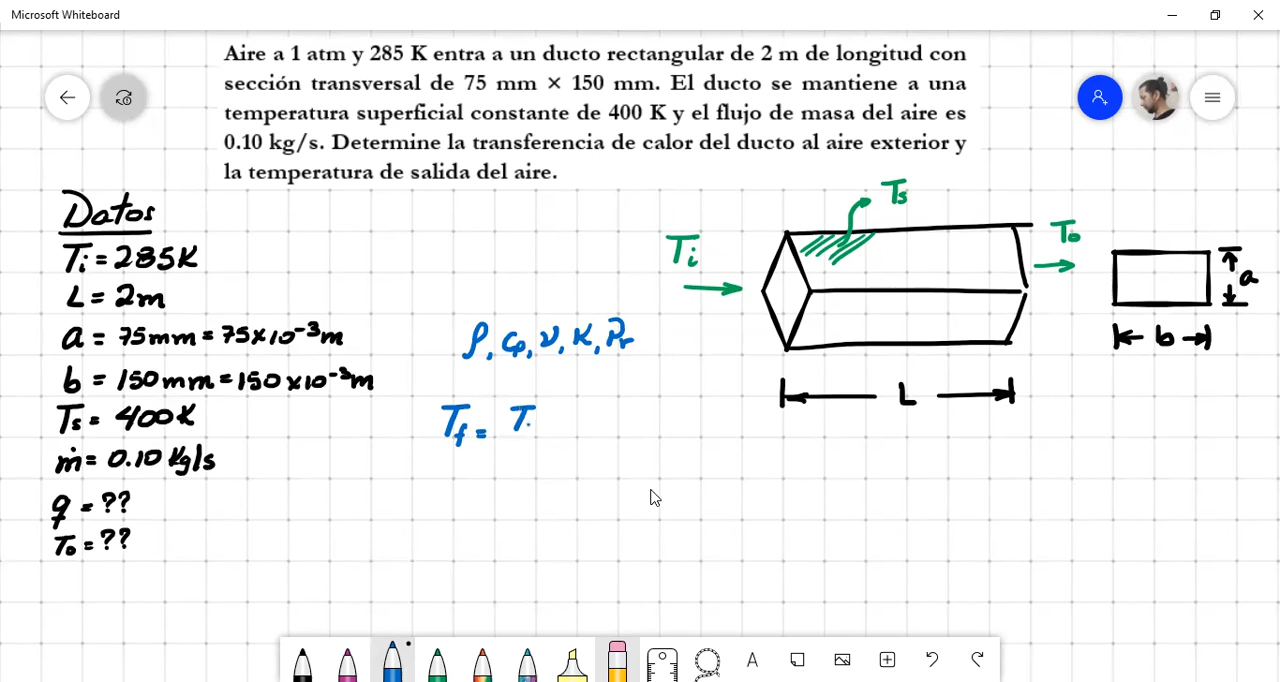 Microsoft Whiteboard
Aire a 1 atm y 285 K entra a un ducto rectangular de 2 m de longitud con
sección transversal de 75 mm × 150 mm. El ducto se mantiene a una
temperatura superficial constante de 400 K y el flujo de masa del aire es
0.10 kg/s. Determine la transferencia de calor del ducto al aire exterior y
la temperatura de salida del aire.
Datos
Ti = 285K
L = 2m
a = 75mm = 75x10⁻³m
b = 150mm = 150x10⁻³m
Ts = 400K
ṁ = 0.10 Kg/s
q = ??
To = ??
ρ, cp, ν, K, Pr
Tf = T
Ts
Ti
To
a
b
L
A